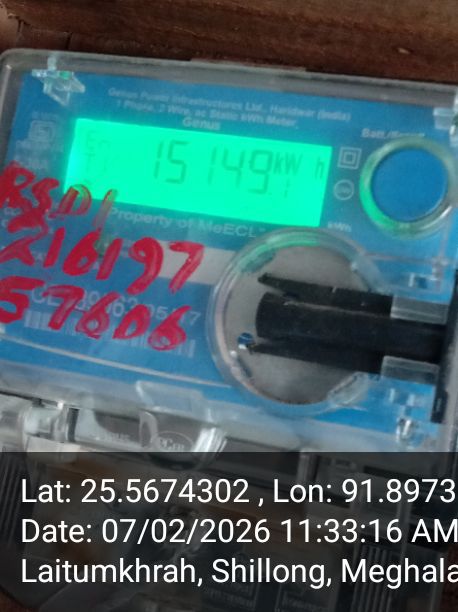 Genus Power Infrastructures Ltd., Haridwar (India)
1 Phase, 2 Wire, ac Static kWh Meter,
Genus
15149 kW h
kWh
Property of MeECL
216197
57606
Lat: 25.5674302 , Lon: 91.8973
Date: 07/02/2026 11:33:16 AM
Laitumkhrah, Shillong, Meghala